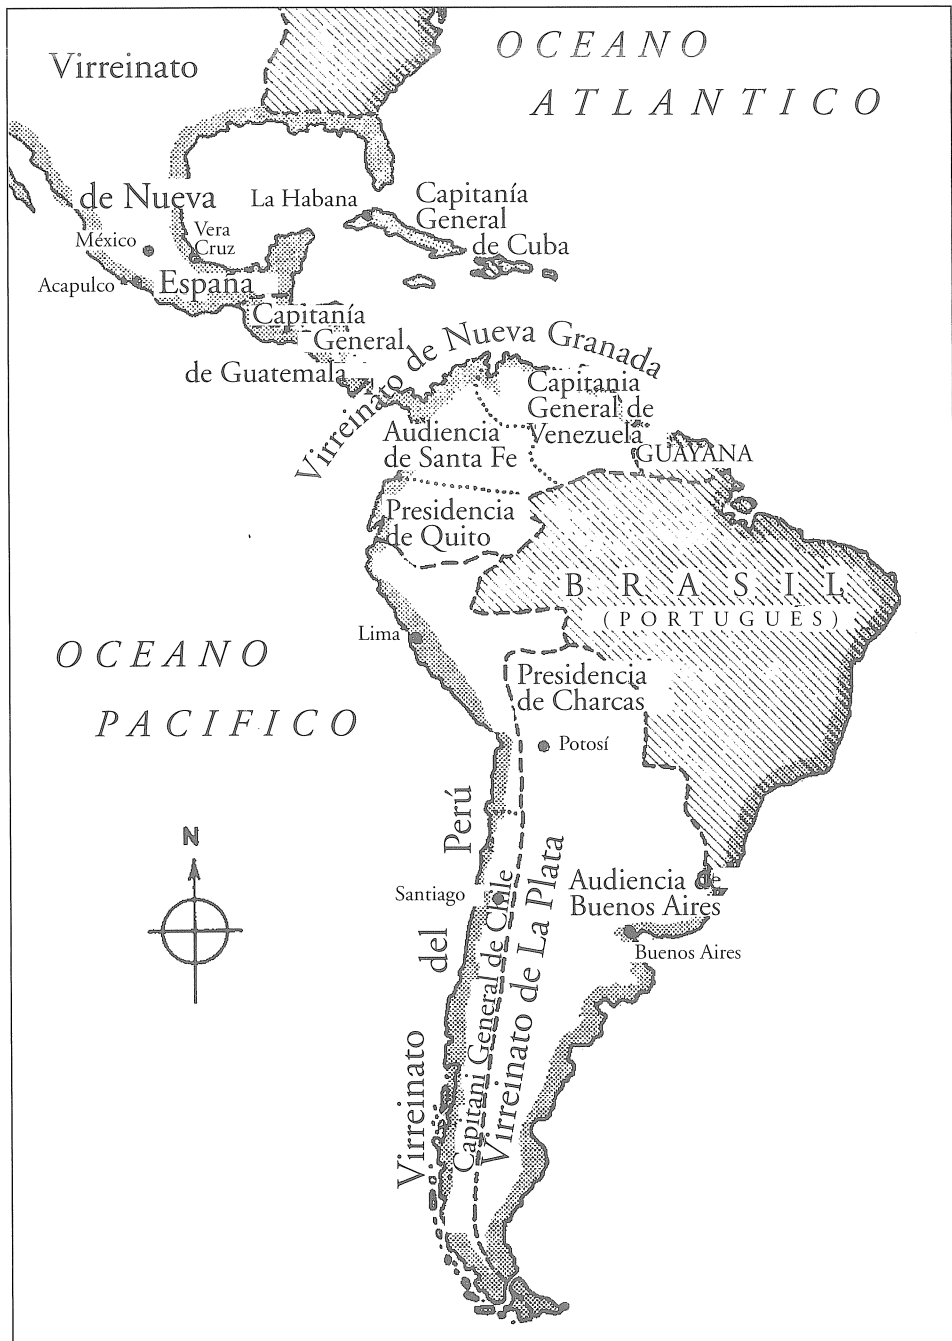 OCEANO
ATLANTICO
Virreinato
de Nueva
España
La Habana
Capitanía
General
de Cuba
México
Vera
Cruz
Acapulco
Capitanía
General
de Guatemala
Virreinato de Nueva Granada
Capitania
General de
Venezuela
Audiencia
de Santa Fe
GUAYANA
Presidencia
de Quito
BRASIL
(PORTUGUÉS)
Lima
OCEANO
PACIFICO
Presidencia
de Charcas
Potosí
Virreinato del Perú
N
Santiago
Capitani General de Chile
Virreinato de La Plata
Audiencia de
Buenos Aires
Buenos Aires